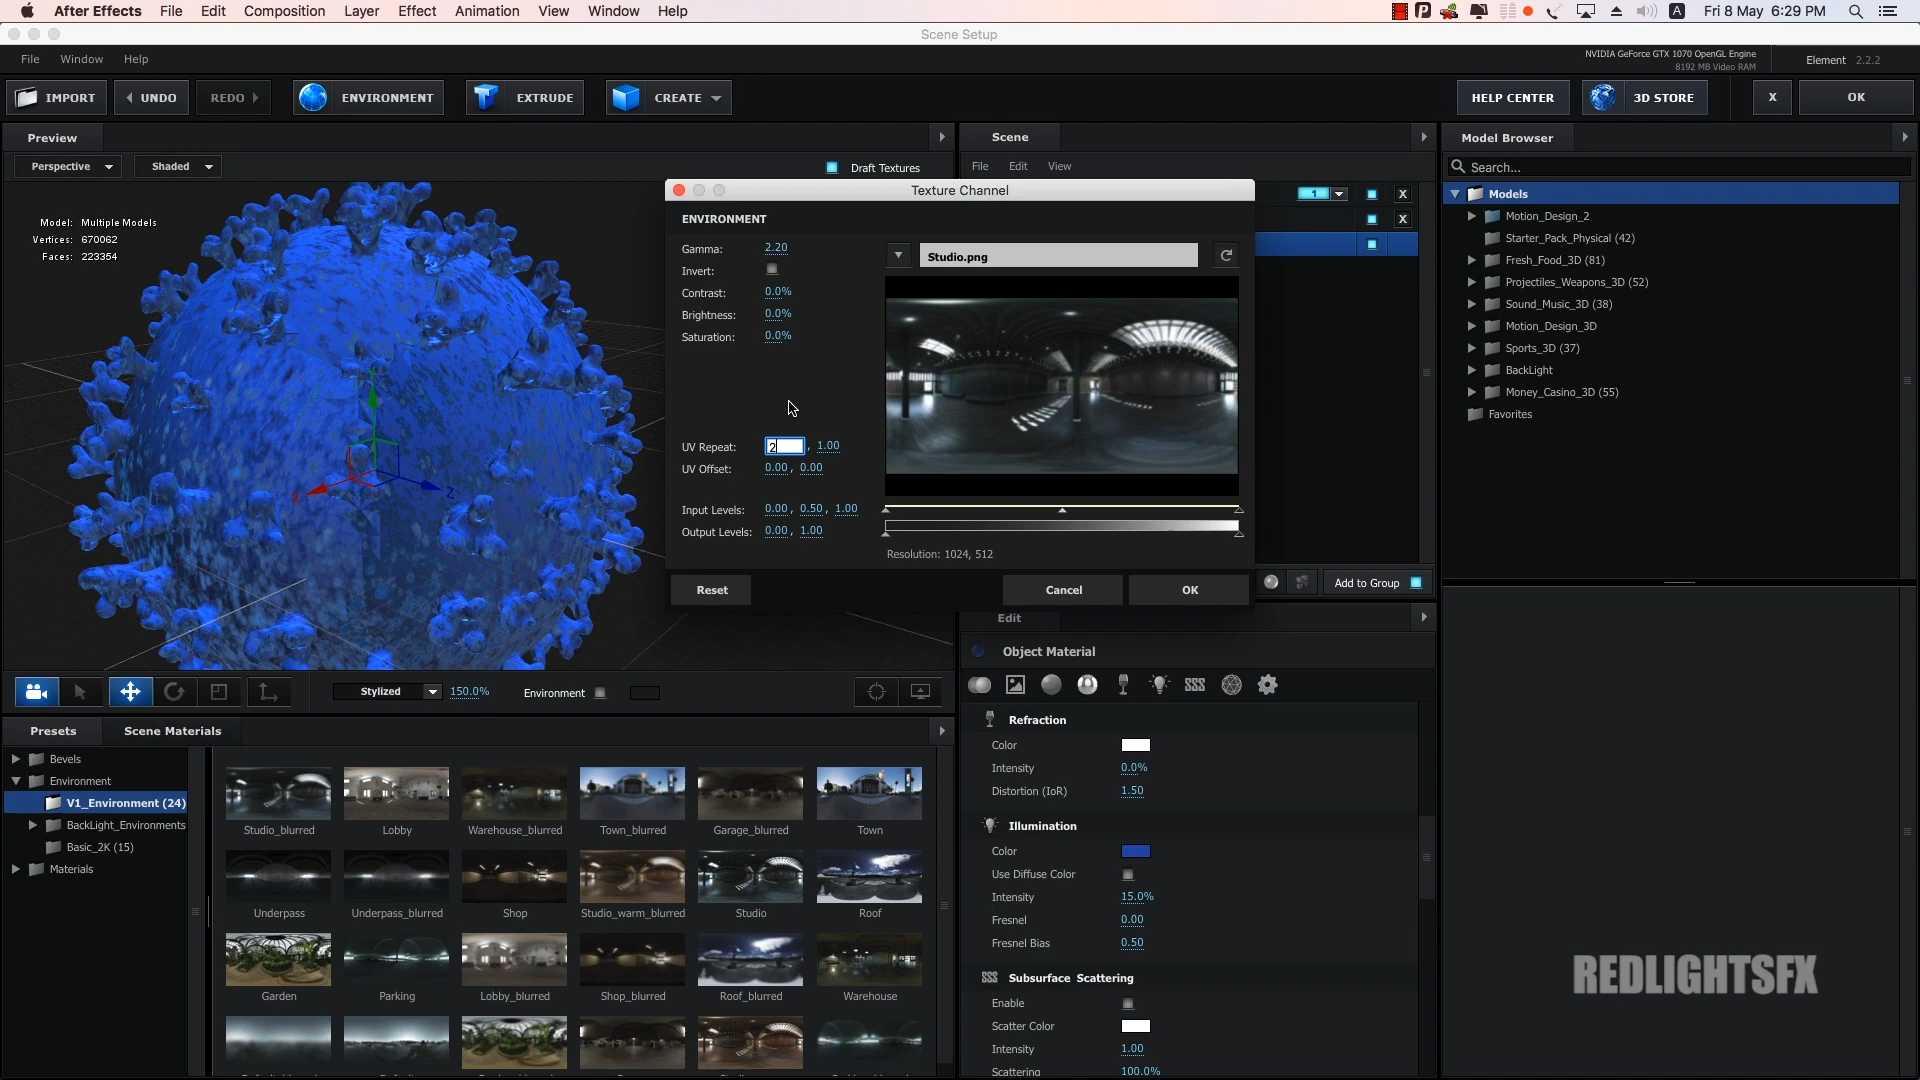 After Effects File Edit Composition Layer Effect Animation View Window Help
Fri 8 May 6:29 PM
Scene Setup
File Window Help
NVIDIA GeForce GTX 1070 OpenGL Engine
8192 MB Video RAM
Element 2.2.2
IMPORT UNDO REDO ENVIRONMENT EXTRUDE CREATE HELP CENTER 3D STORE X OK
Preview
Scene
Model Browser
Perspective Shaded Draft Textures
File Edit View
Search...
Model: Multiple Models
Vertices: 670062
Faces: 223354
Texture Channel
ENVIRONMENT
Gamma: 2.20
Studio.png
Invert:
Contrast: 0.0%
Brightness: 0.0%
Saturation: 0.0%
UV Repeat: 2, 1.00
UV Offset: 0.00, 0.00
Input Levels: 0.00, 0.50, 1.00
Output Levels: 0.00, 1.00
Resolution: 1024, 512
Reset Cancel OK
1 X
X
Models
Motion_Design_2
Starter_Pack_Physical (42)
Fresh_Food_3D (81)
Projectiles_Weapons_3D (52)
Sound_Music_3D (38)
Motion_Design_3D
Sports_3D (37)
BackLight
Money_Casino_3D (55)
Favorites
Add to Group
Edit
Object Material
Refraction
Color
Intensity 0.0%
Distortion (IoR) 1.50
Illumination
Color
Use Diffuse Color
Intensity 15.0%
Fresnel 0.00
Fresnel Bias 0.50
Subsurface Scattering
Enable
Scatter Color
Intensity 1.00
Scattering 100.0%
Stylized 150.0% Environment
Presets Scene Materials
Bevels
Environment
V1_Environment (24)
BackLight_Environments
Basic_2K (15)
Materials
Studio_blurred Lobby Warehouse_blurred Town_blurred Garage_blurred Town
Underpass Underpass_blurred Shop Studio_warm_blurred Studio Roof
Garden Parking Lobby_blurred Shop_blurred Roof_blurred Warehouse
REDLIGHTSFX